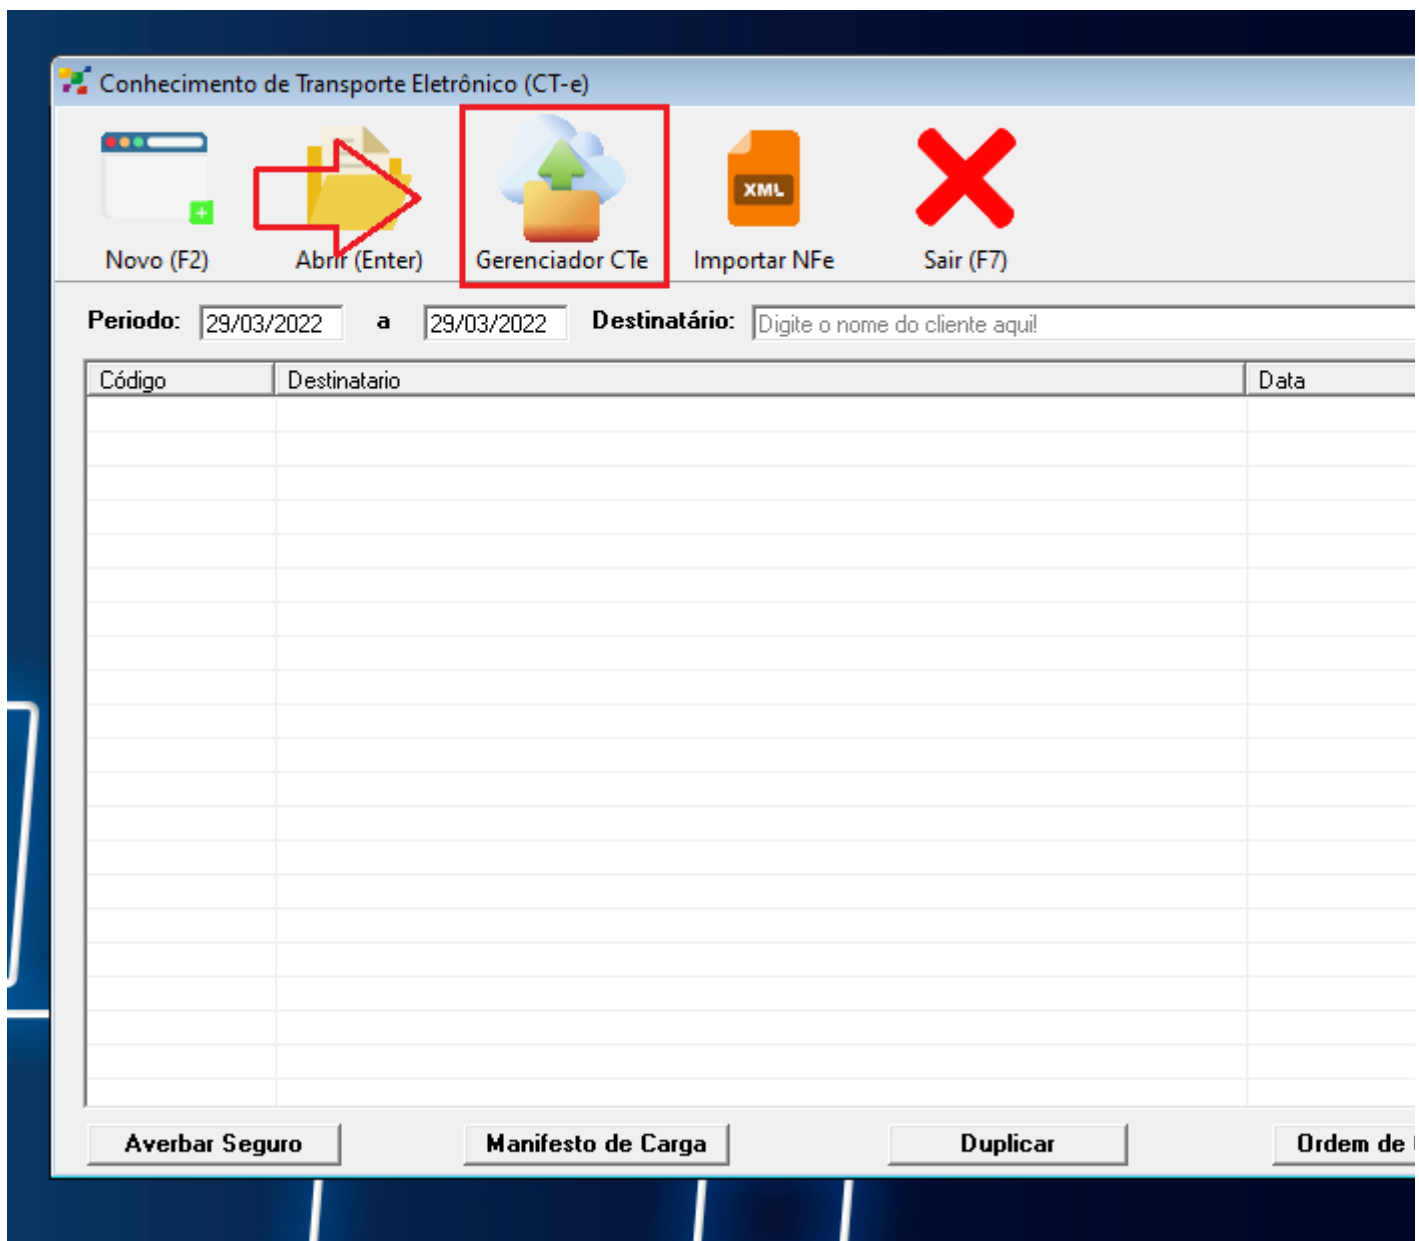 Conhecimento de Transporte Eletrônico (CT-e)
XML
Novo (F2) Abrir (Enter) Gerenciador CTe Importar NFe Sair (F7)
Periodo: 29/03/2022 a 29/03/2022 Destinatário: Digite o nome do cliente aqui!
Código Destinatario Data
Averbar Seguro Manifesto de Carga Duplicar Ordem de